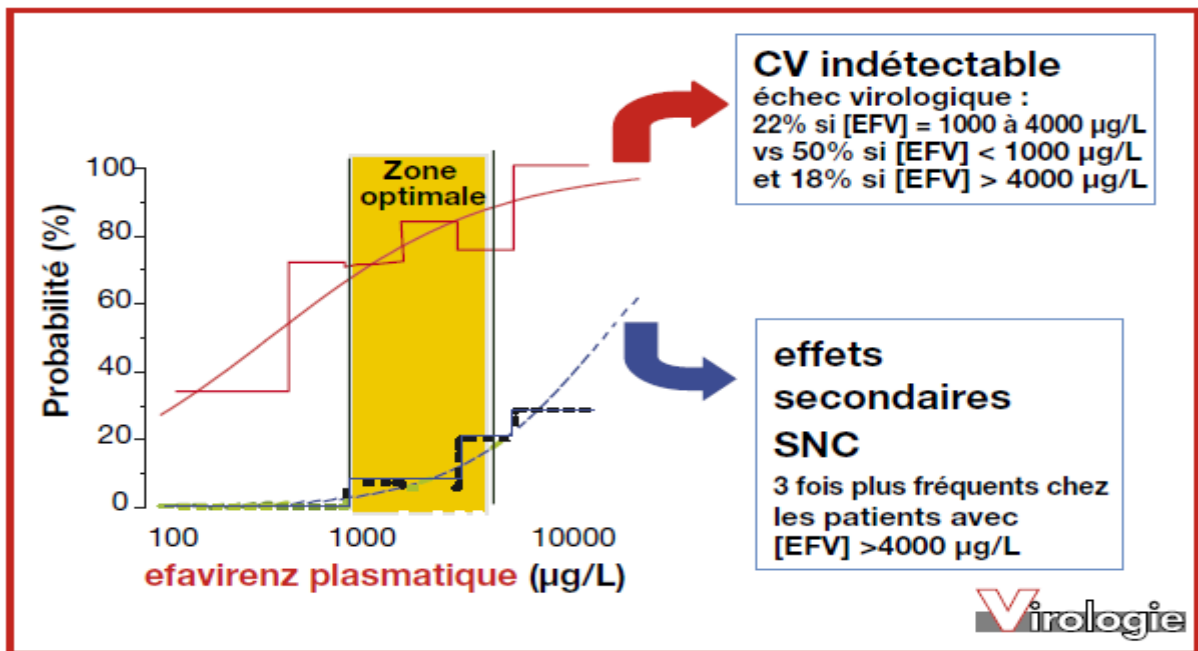 CV indétectable
échec virologique :
22% si [EFV] = 1000 à 4000 µg/L
vs 50% si [EFV] < 1000 µg/L
et 18% si [EFV] > 4000 µg/L
Zone
optimale
Probabilité (%)
100
80
60
40
20
0
100
1000
10000
efavirenz plasmatique (µg/L)
effets
secondaires
SNC
3 fois plus fréquents chez
les patients avec
[EFV] >4000 µg/L
Virologie